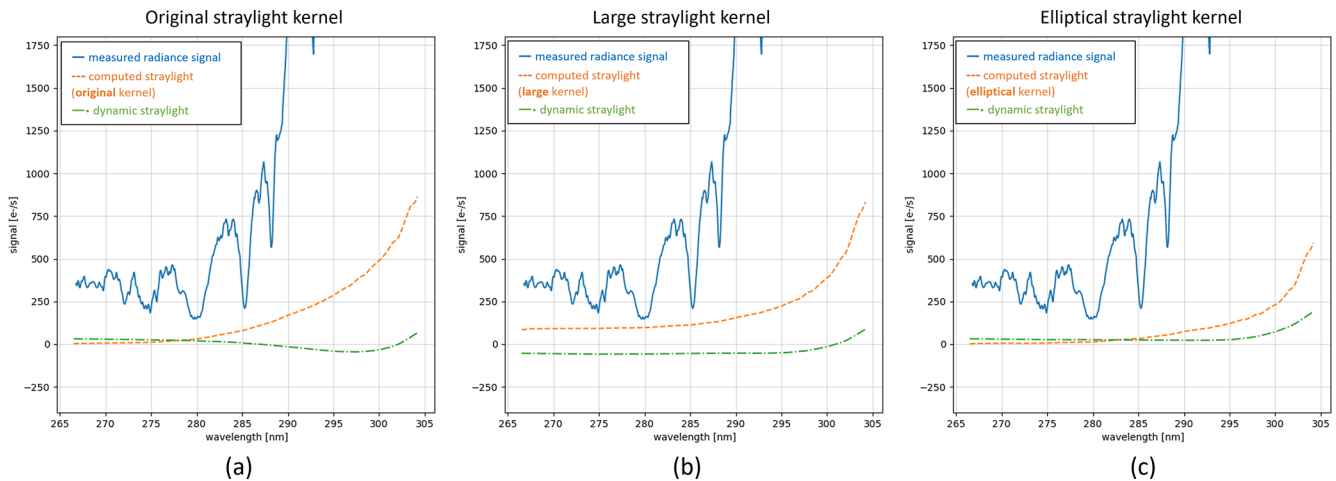 Original straylight kernel
1750
1500
1250
1000
750
500
250
0
−250
signal [e-/s]
measured radiance signal
computed straylight
(original kernel)
dynamic straylight
265 270 275 280 285 290 295 300 305
wavelength [nm]
(a)
Large straylight kernel
1750
1500
1250
1000
750
500
250
0
−250
signal [e-/s]
measured radiance signal
computed straylight
(large kernel)
dynamic straylight
265 270 275 280 285 290 295 300 305
wavelength [nm]
(b)
Elliptical straylight kernel
1750
1500
1250
1000
750
500
250
0
−250
signal [e-/s]
measured radiance signal
computed straylight
(elliptical kernel)
dynamic straylight
265 270 275 280 285 290 295 300 305
wavelength [nm]
(c)